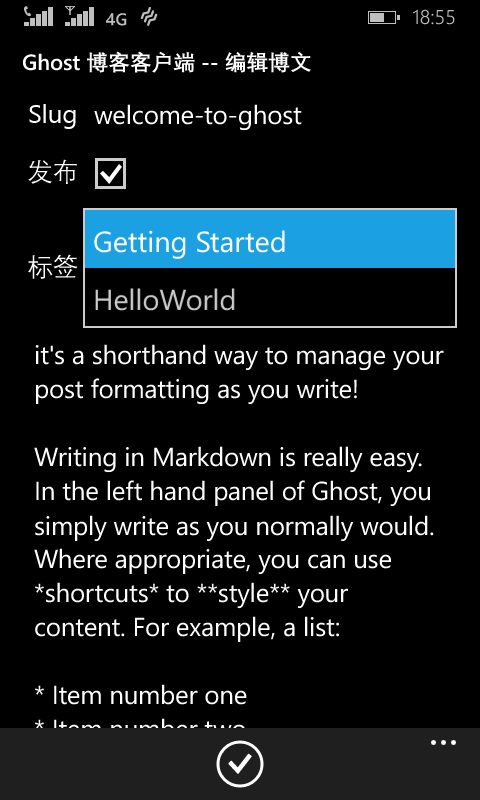 4G 18:55
Ghost 博客客户端 -- 编辑博文
Slug welcome-to-ghost
发布
Getting Started
标签
HelloWorld
it's a shorthand way to manage your
post formatting as you write!
Writing in Markdown is really easy.
In the left hand panel of Ghost, you
simply write as you normally would.
Where appropriate, you can use
*shortcuts* to **style** your
content. For example, a list:
* Item number one
* Item number two